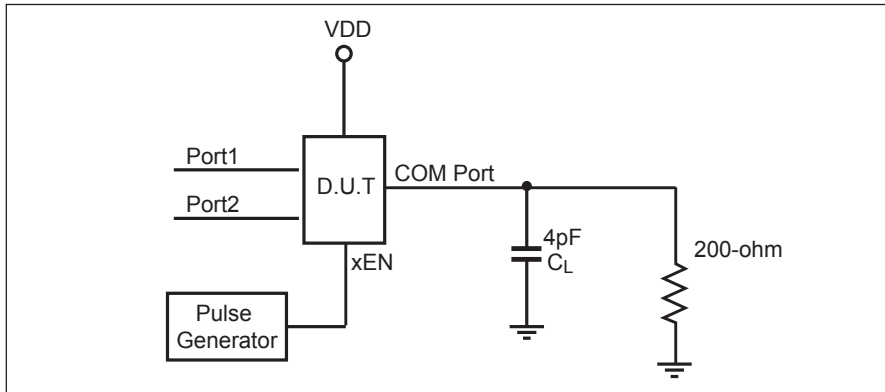 VDD
Port1
COM Port
D.U.T
Port2
4pF
CL
200-ohm
xEN
Pulse
Generator